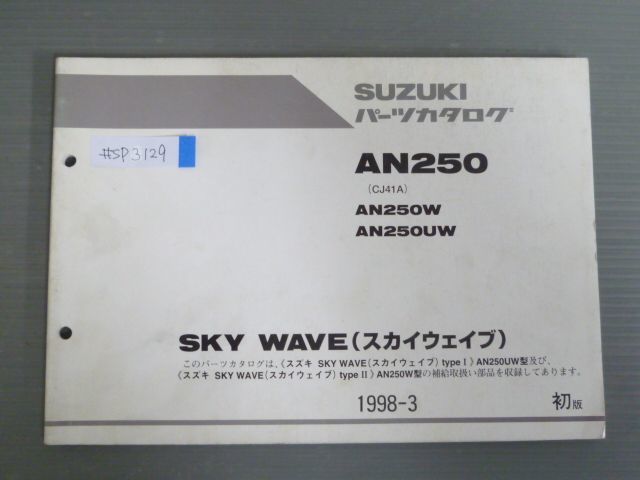 SUZUKI
パーツカタログ
#SP3129
AN250
(CJ41A)
AN250W
AN250UW
SKY WAVE(スカイウェイブ)
このパーツカタログは、《スズキ SKY WAVE(スカイウェイブ) type I》AN250UW型及び、
《スズキ SKY WAVE(スカイウェイブ) type II》AN250W型の補給取扱い部品を収録してあります。
1998-3
初版